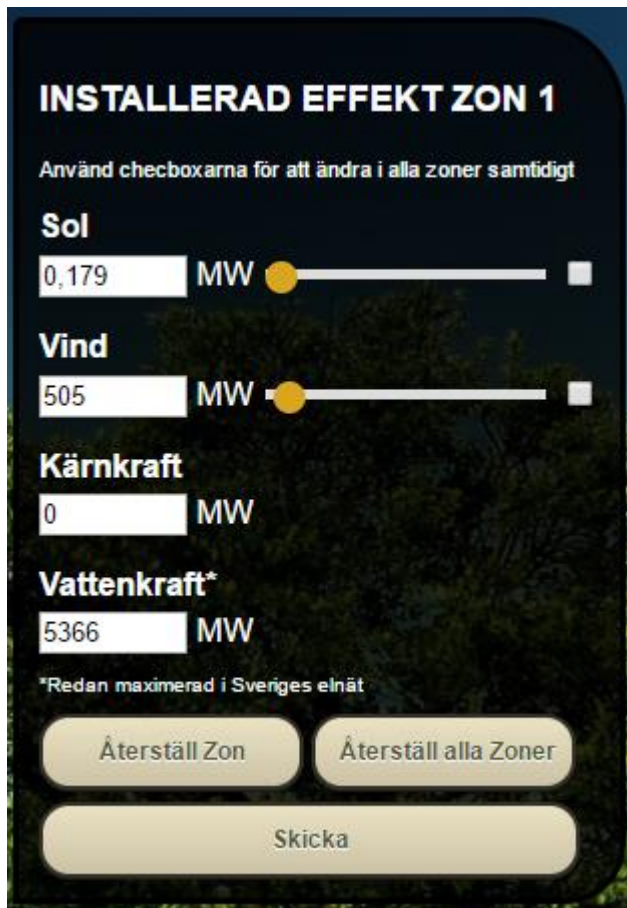 INSTALLERAD EFFEKT ZON 1
Använd checboxarna för att ändra i alla zoner samtidigt
Sol
0,179 MW
Vind
505 MW
Kärnkraft
0 MW
Vattenkraft*
5366 MW
*Redan maximerad i Sveriges elnät
Återställ Zon Återställ alla Zoner
Skicka